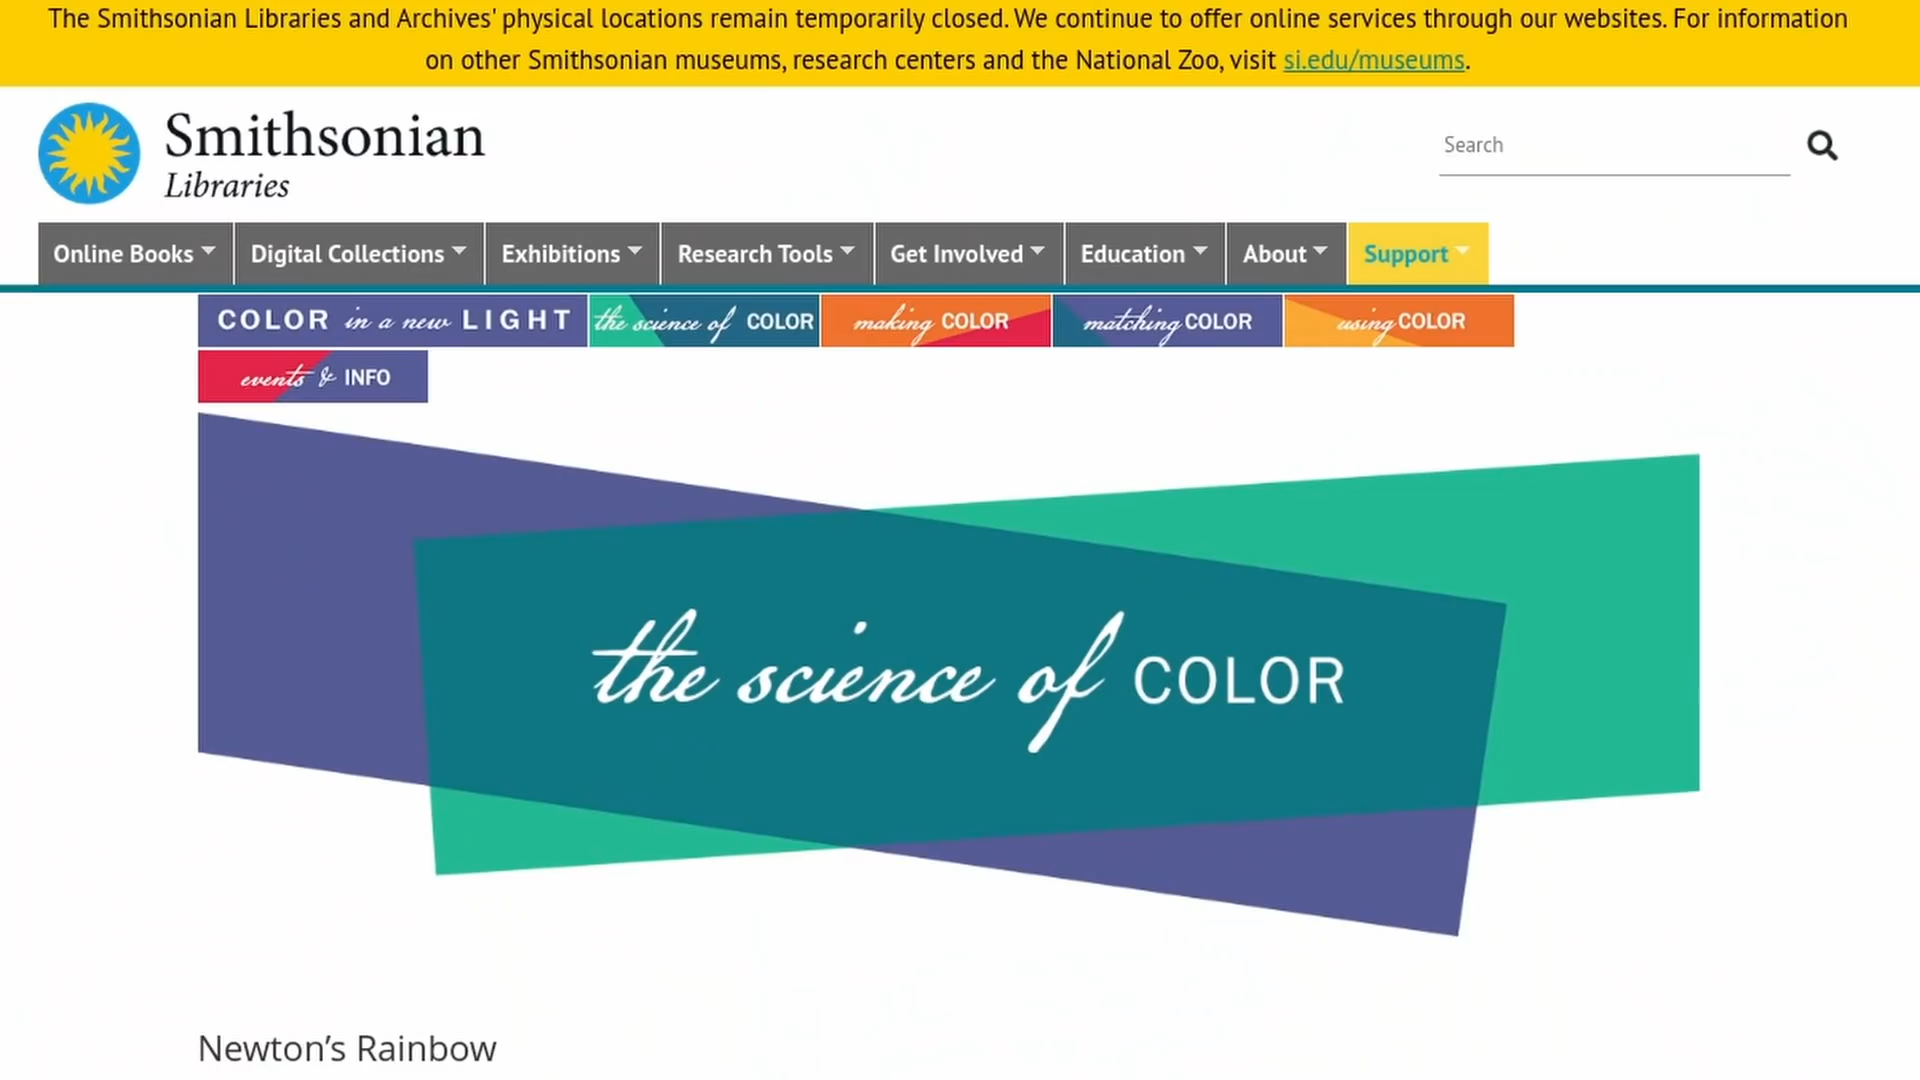 The Smithsonian Libraries and Archives' physical locations remain temporarily closed. We continue to offer online services through our websites. For information
on other Smithsonian museums, research centers and the National Zoo, visit si.edu/museums.
Smithsonian
Libraries
Search
Online Books
Digital Collections
Exhibitions
Research Tools
Get Involved
Education
About
Support
COLOR in a new LIGHT
the science of COLOR
making COLOR
matching COLOR
using COLOR
events & INFO
the science of COLOR
Newton’s Rainbow